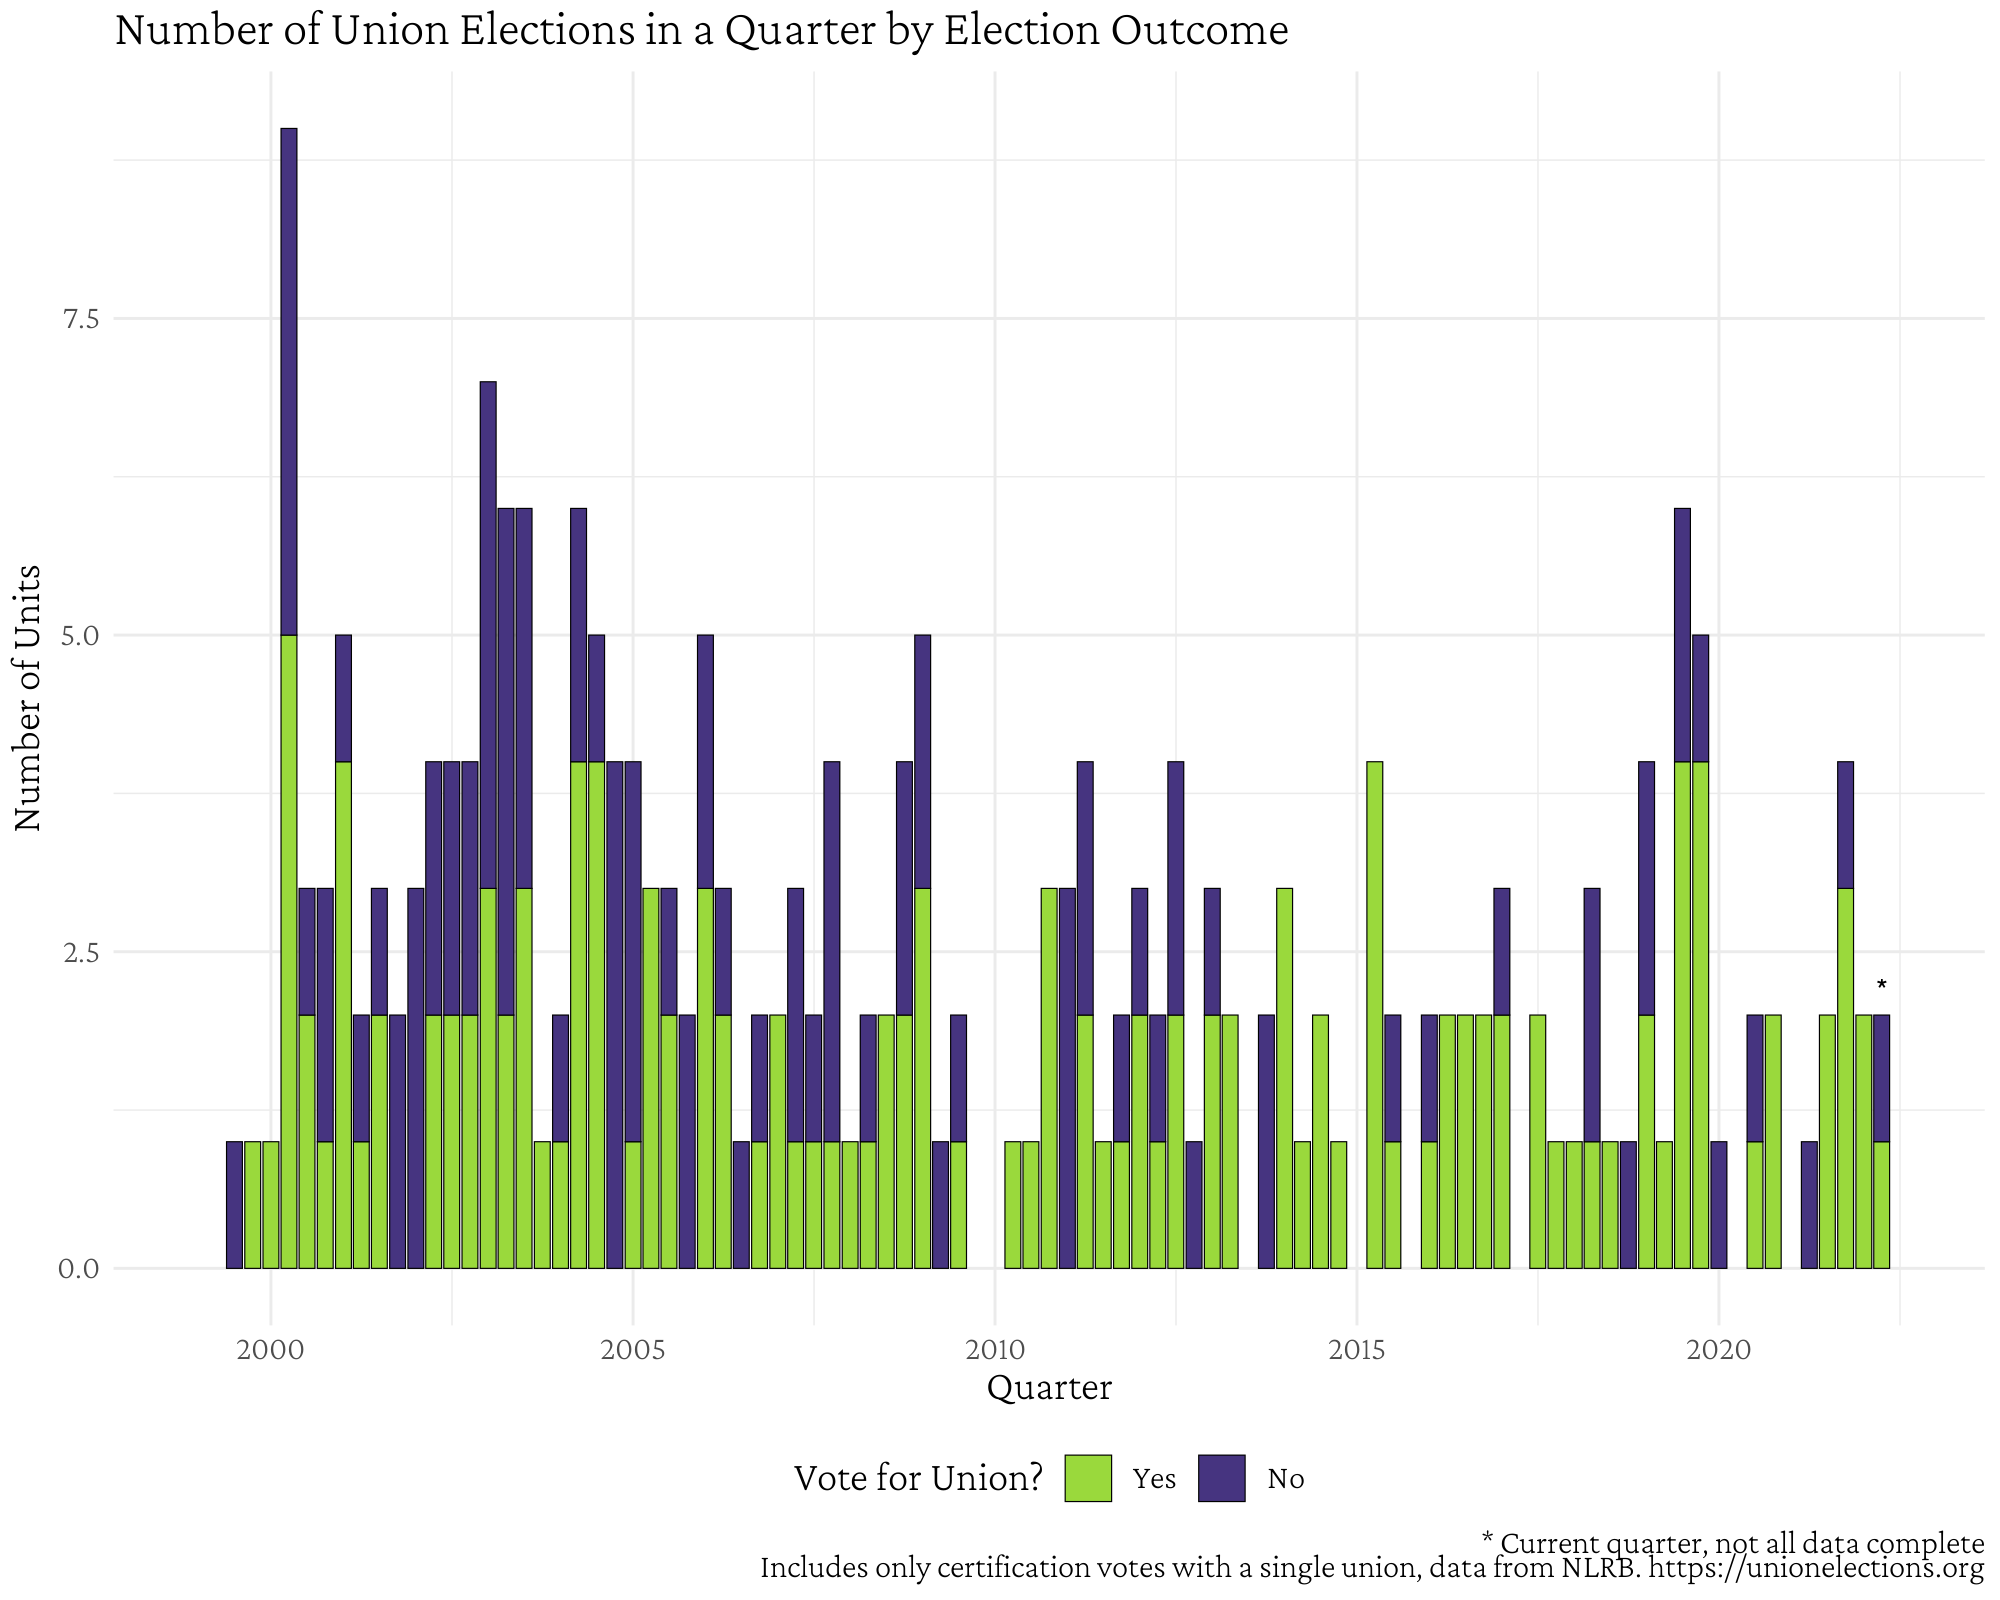 Number of Union Elections in a Quarter by Election Outcome
Number of Units
7.5
5.0
2.5
0.0
*
2000 2005 2010 2015 2020
Quarter
Vote for Union? Yes No
* Current quarter, not all data complete
Includes only certification votes with a single union, data from NLRB. https://unionelections.org